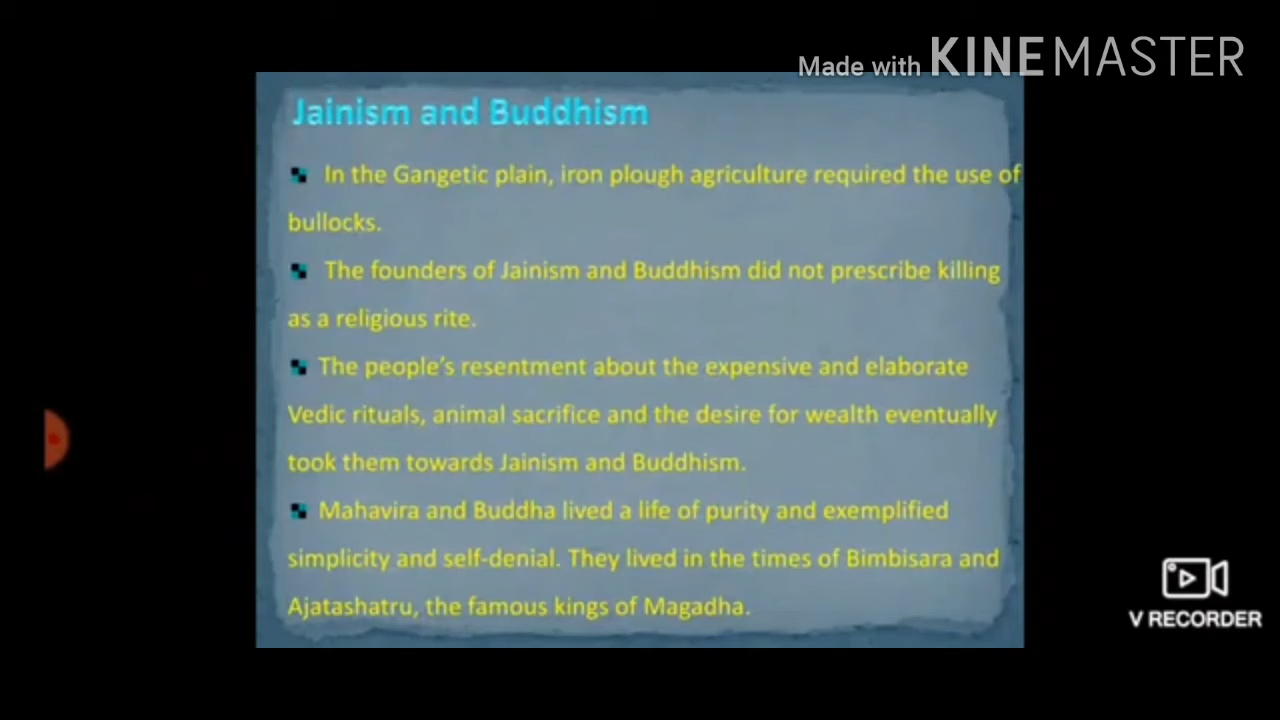 Made with KINEMASTER
Jainism and Buddhism
In the Gangetic plain, iron plough agriculture required the use of
bullocks.
The founders of Jainism and Buddhism did not prescribe killing
as a religious rite.
The people's resentment about the expensive and elaborate
Vedic rituals, animal sacrifice and the desire for wealth eventually
took them towards Jainism and Buddhism.
Mahavira and Buddha lived a life of purity and exemplified
simplicity and self-denial. They lived in the times of Bimbisara and
Ajatashatru, the famous kings of Magadha.
V RECORDER